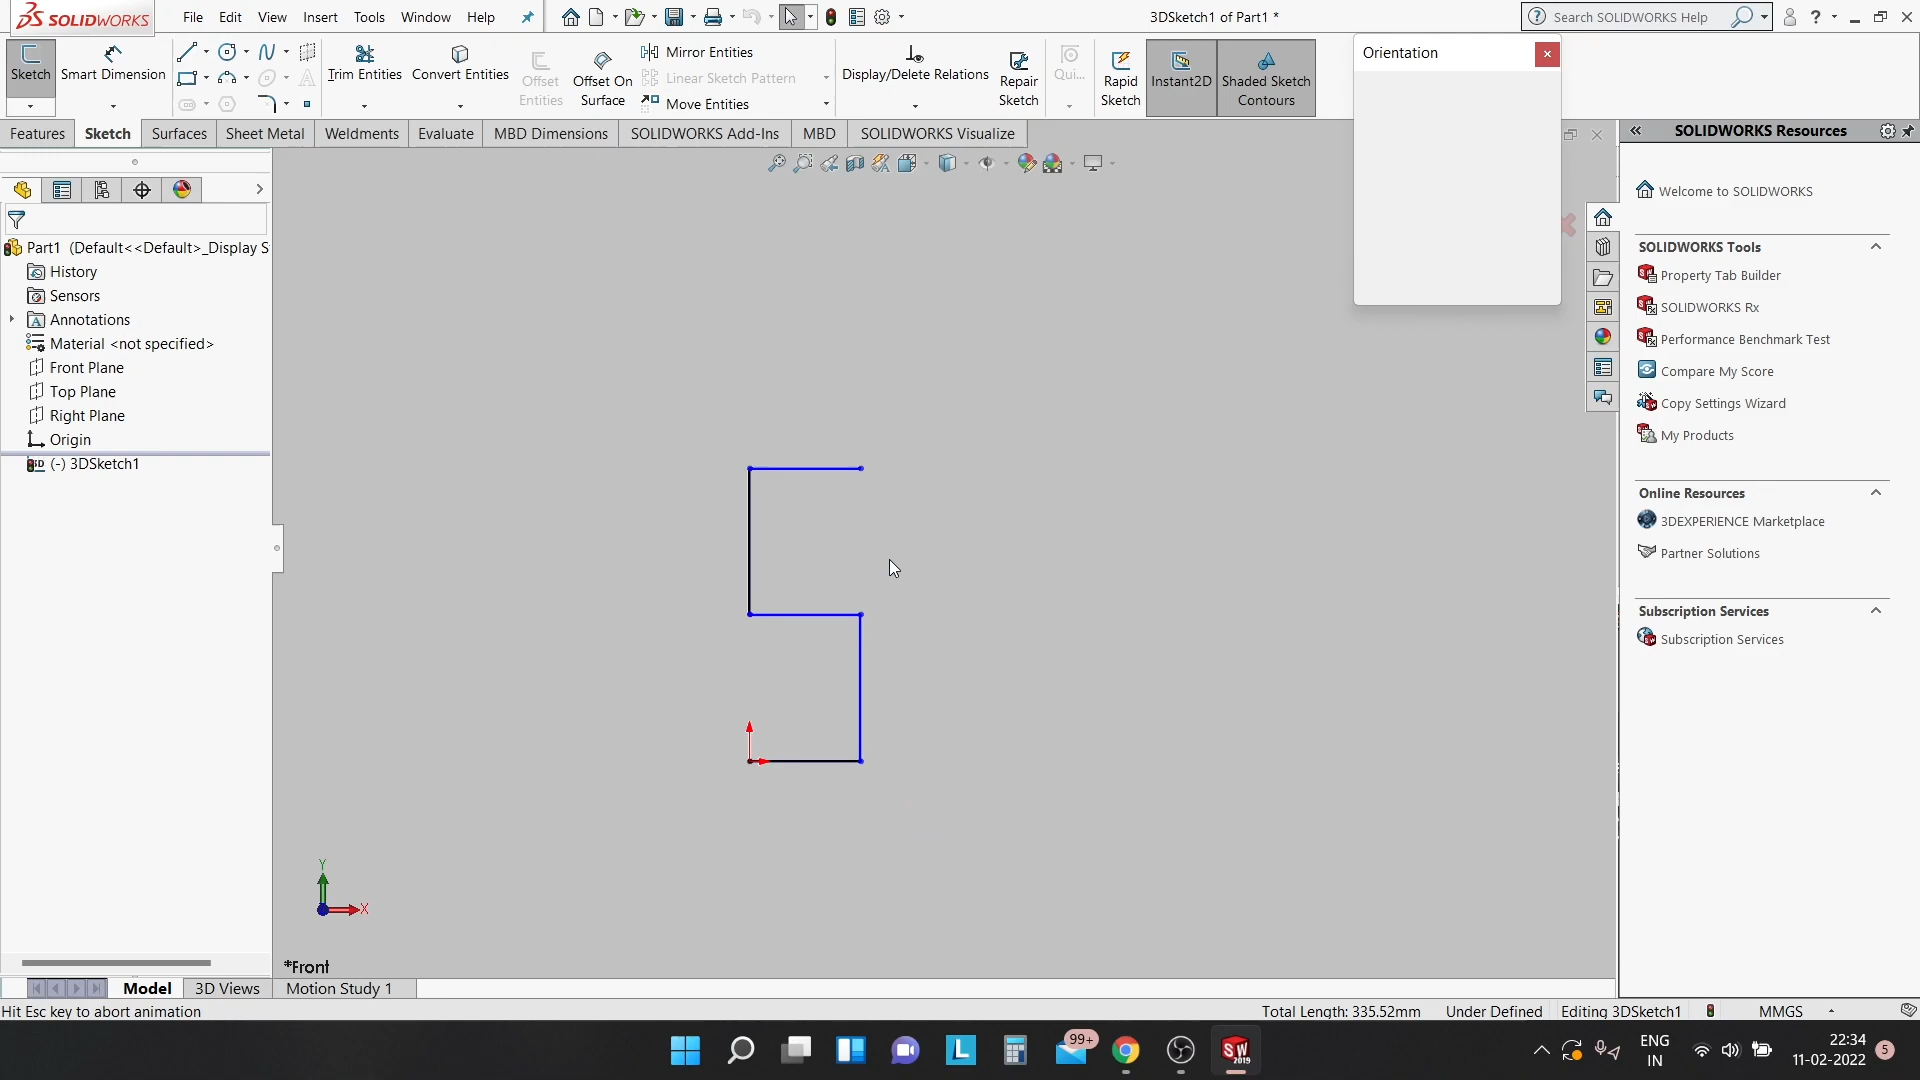 SOLIDWORKS
File Edit View Insert Tools Window Help
3DSketch1 of Part1 *
Search SOLIDWORKS Help
Sketch
Smart Dimension
Trim Entities
Convert Entities
Offset
Entities
Offset On
Surface
Mirror Entities
Linear Sketch Pattern
Move Entities
Display/Delete Relations
Repair
Sketch
Qui...
Rapid
Sketch
Instant2D
Shaded Sketch
Contours
Orientation
Features Sketch Surfaces Sheet Metal Weldments Evaluate MBD Dimensions SOLIDWORKS Add-Ins MBD SOLIDWORKS Visualize
SOLIDWORKS Resources
Part1 (Default<<Default>_Display S
History
Sensors
Annotations
Material <not specified>
Front Plane
Top Plane
Right Plane
Origin
(-) 3DSketch1
Welcome to SOLIDWORKS
SOLIDWORKS Tools
Property Tab Builder
SOLIDWORKS Rx
Performance Benchmark Test
Compare My Score
Copy Settings Wizard
My Products
Online Resources
3DEXPERIENCE Marketplace
Partner Solutions
Subscription Services
Subscription Services
Y
X
*Front
Model 3D Views Motion Study 1
Hit Esc key to abort animation
Total Length: 335.52mm Under Defined Editing 3DSketch1 MMGS
L
99+
SW
2019
ENG
IN
22:34
11-02-2022
5